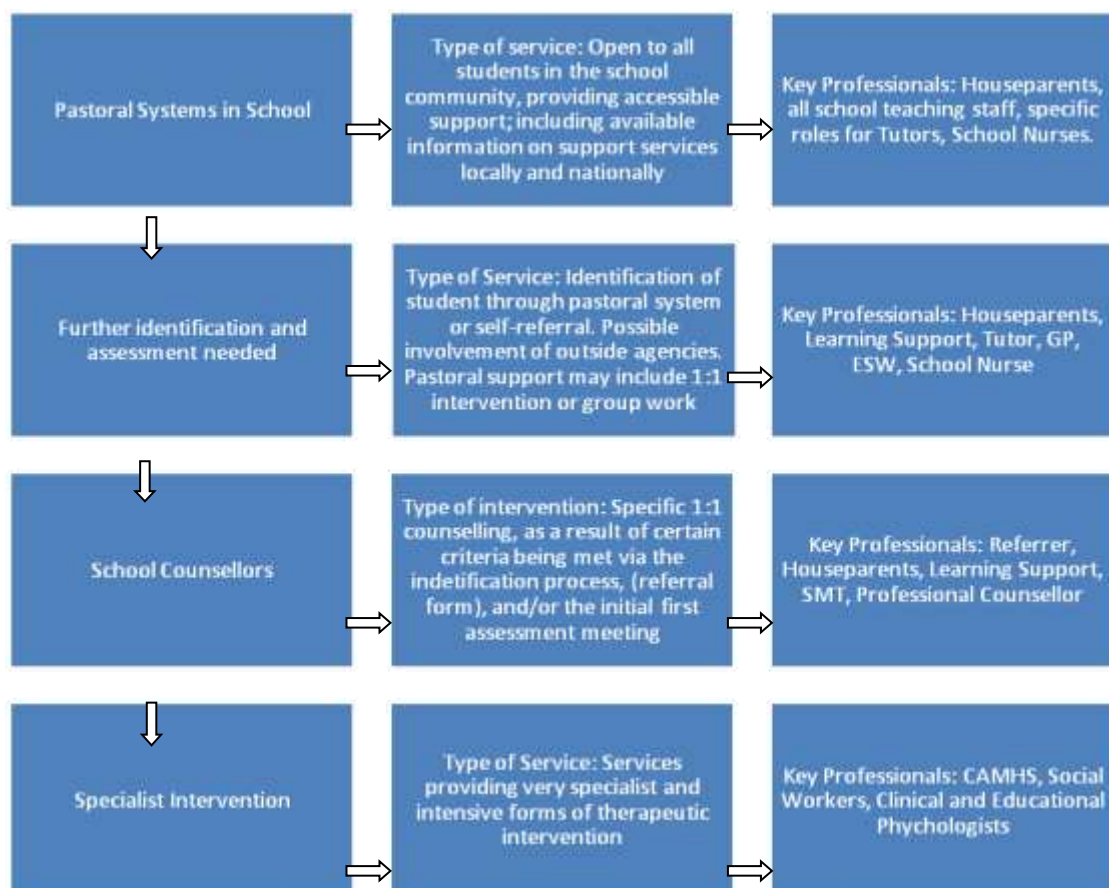 Pastoral Systems in School
Type of service: Open to all
students in the school
community, providing accessible
support; including available
information on support services
locally and nationally
Key Professionals: Houseparents,
all school teaching staff, specific
roles for Tutors, School Nurses.
Further identification and
assessment needed
Type of Service: Identification of
student through pastoral system
or self-referral. Possible
involvement of outside agencies.
Pastoral support may include 1:1
intervention or group work
Key Professionals: Houseparents,
Learning Support, Tutor, GP,
ESW, School Nurse
School Counsellors
Type of intervention: Specific 1:1
counselling, as a result of certain
criteria being met via the
indetification process, (referral
form), and/or the initial first
assessment meeting
Key Professionals: Referrer,
Houseparents, Learning Support,
SMT, Professional Counsellor
Specialist Intervention
Type of Service: Services
providing very specialist and
intensive forms of therapeutic
intervention
Key Professionals: CAMHS, Social
Workers, Clinical and Educational
Phychologists